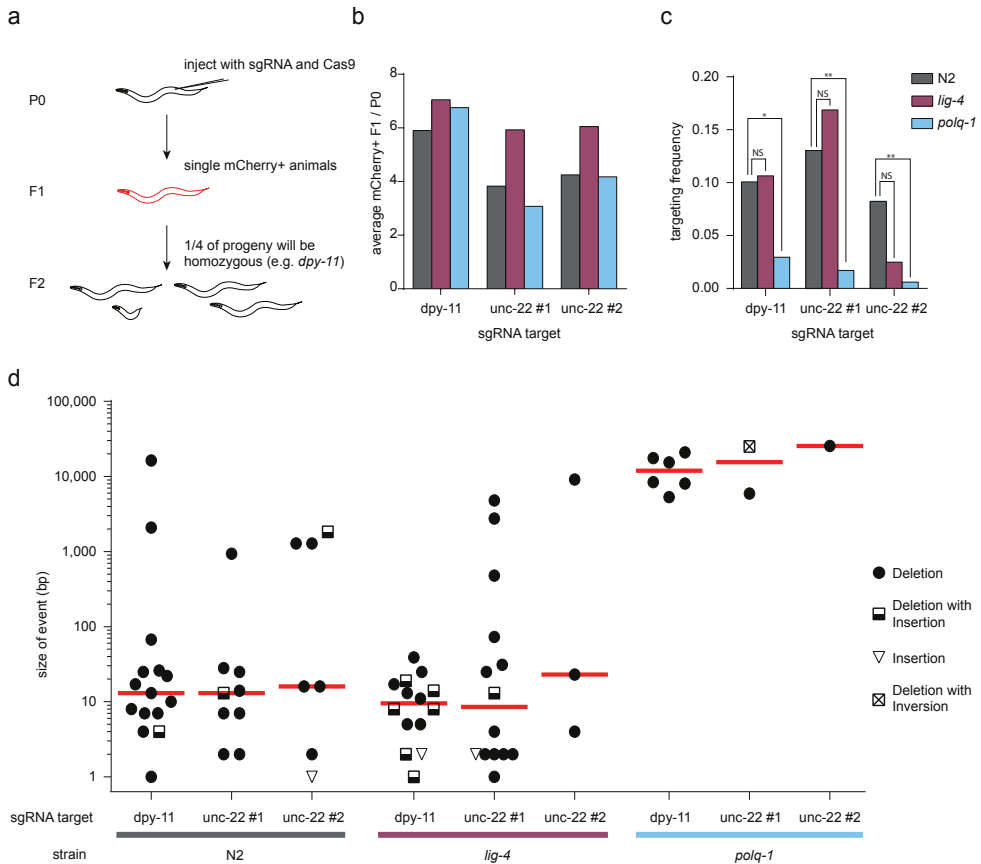 a
inject with sgRNA and Cas9
P0
single mCherry+ animals
F1
1/4 of progeny will be
homozygous (e.g. dpy-11)
F2
b
average mCherry+ F1 / P0
8
6
4
2
0
dpy-11 unc-22 #1 unc-22 #2
sgRNA target
c
targeting frequency
0.20
0.15
0.10
0.05
0.00
*
NS
**
NS
**
NS
N2
lig-4
polq-1
dpy-11 unc-22 #1 unc-22 #2
sgRNA target
d
size of event (bp)
100,000
10,000
1,000
100
10
1
Deletion
Deletion with
Insertion
Insertion
Deletion with
Inversion
sgRNA target dpy-11 unc-22 #1 unc-22 #2 dpy-11 unc-22 #1 unc-22 #2 dpy-11 unc-22 #1 unc-22 #2
strain N2 lig-4 polq-1